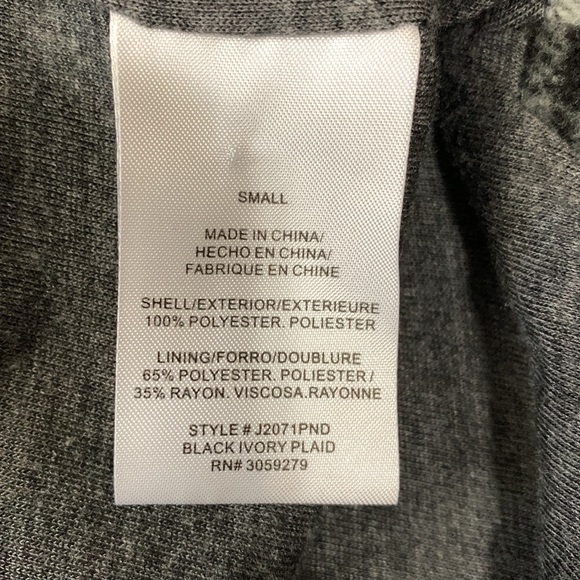 SMALL
MADE IN CHINA/
HECHO EN CHINA/
FABRIQUE EN CHINE
SHELL/EXTERIOR/EXTERIEURE
100% POLYESTER. POLIESTER
LINING/FORRO/DOUBLURE
65% POLYESTER. POLIESTER /
35% RAYON. VISCOSA.RAYONNE
STYLE # J2071PND
BLACK IVORY PLAID
RN# 3059279